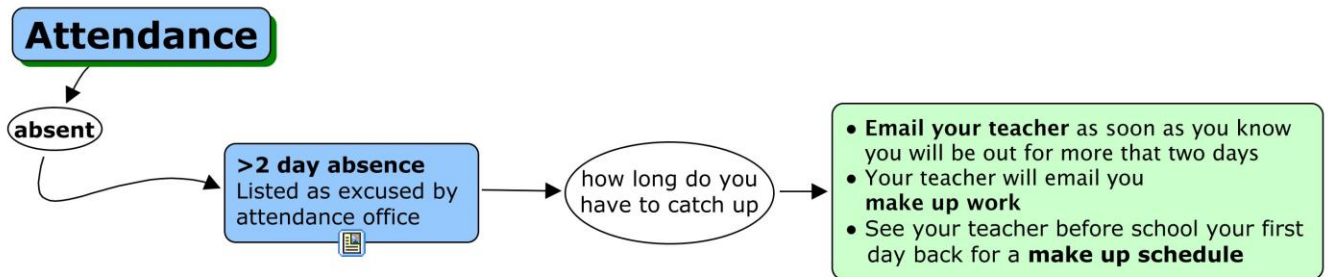 Attendance
absent
>2 day absence
Listed as excused by
attendance office
how long do you
have to catch up
• Email your teacher as soon as you know
you will be out for more that two days
• Your teacher will email you
make up work
• See your teacher before school your first
day back for a make up schedule